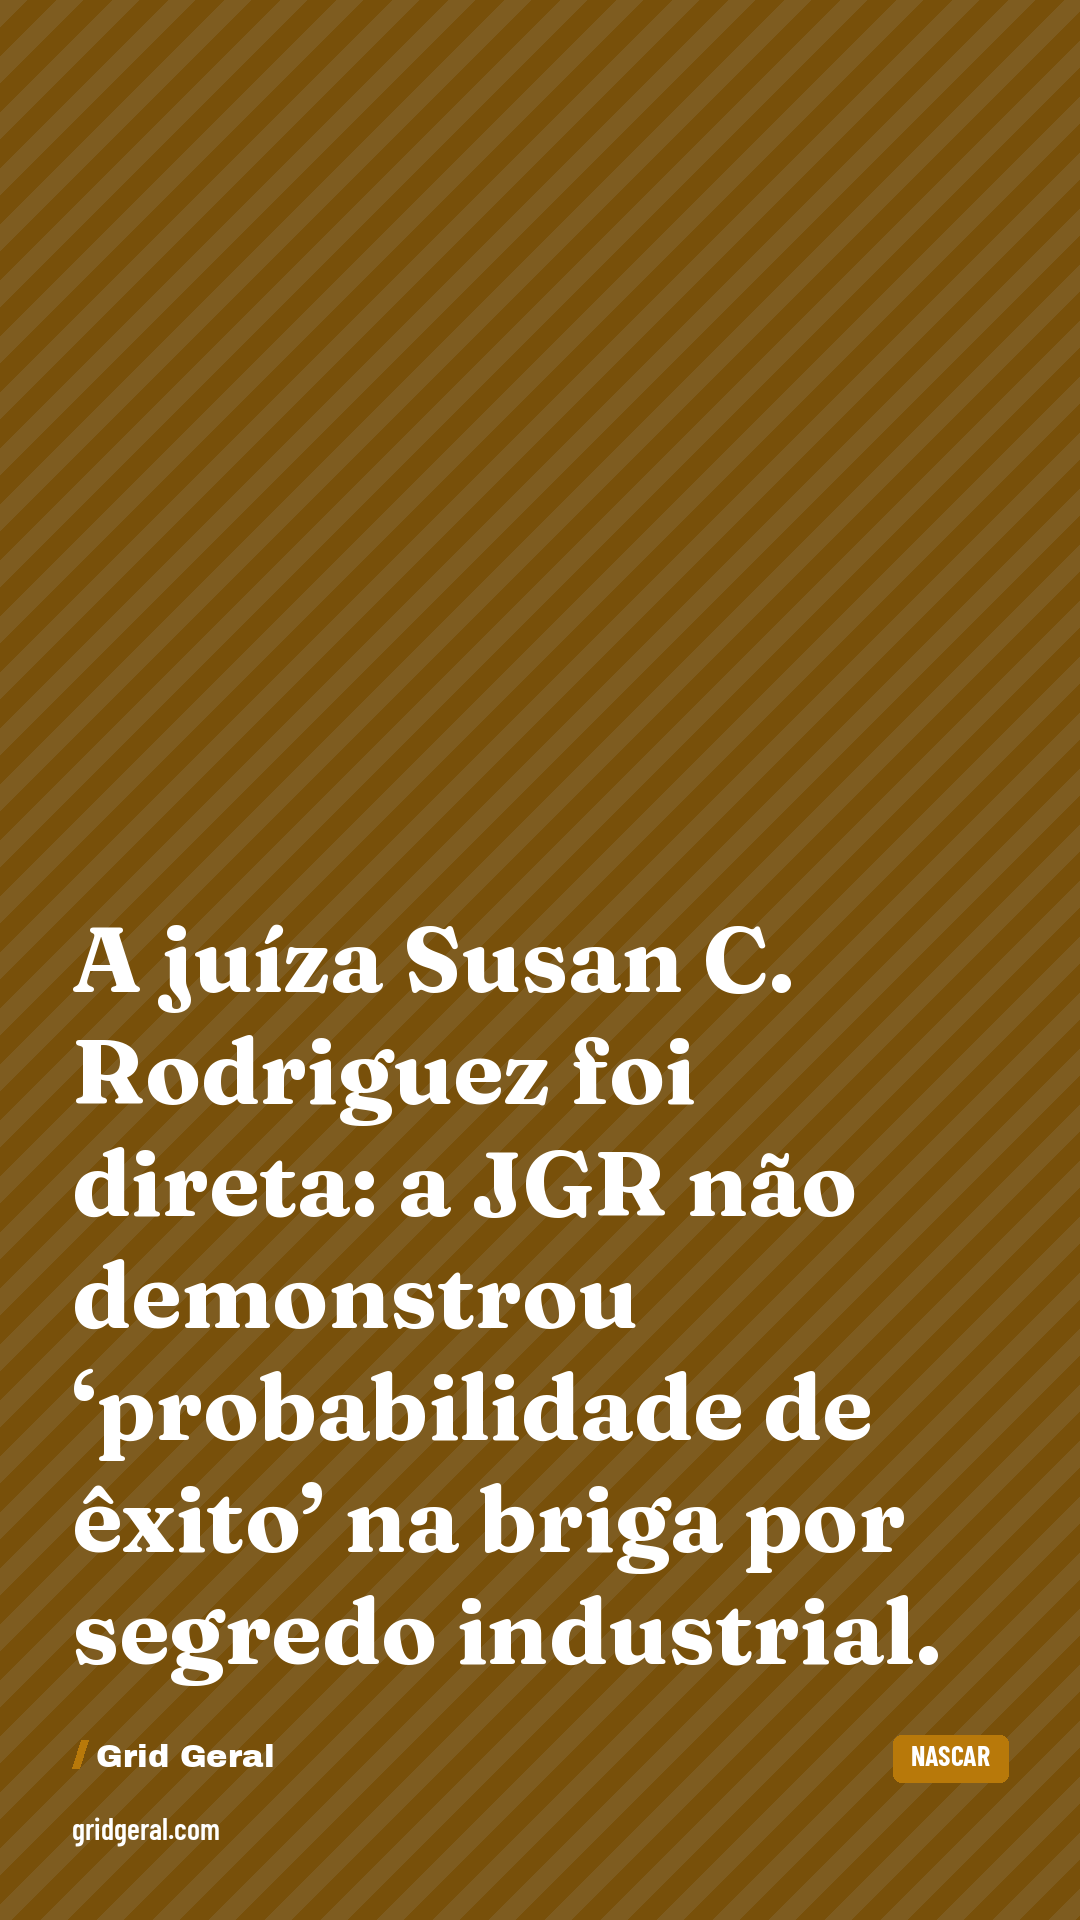 A juíza Susan C.
Rodriguez foi
direta: a JGR não
demonstrou
‘probabilidade de
êxito’ na briga por
segredo industrial.
/ Grid Geral
NASCAR
gridgeral.com